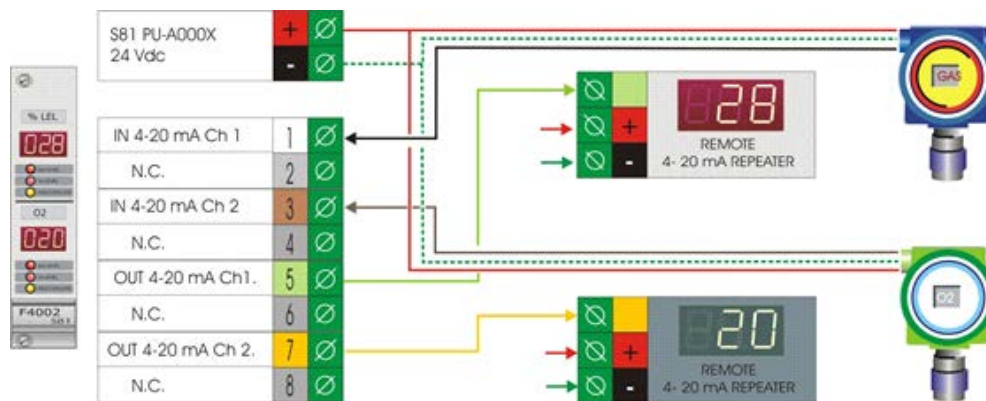 S81 PU-A000X
24 Vdc
+
-
% LEL
028
O2
020
F4002
S81
IN 4-20 mA Ch 1
1
N.C.
2
IN 4-20 mA Ch 2
3
N.C.
4
OUT 4-20 mA Ch1.
5
N.C.
6
OUT 4-20 mA Ch 2.
7
N.C.
8
28
+
-
REMOTE
4- 20 mA REPEATER
20
+
-
REMOTE
4- 20 mA REPEATER
GAS
O2